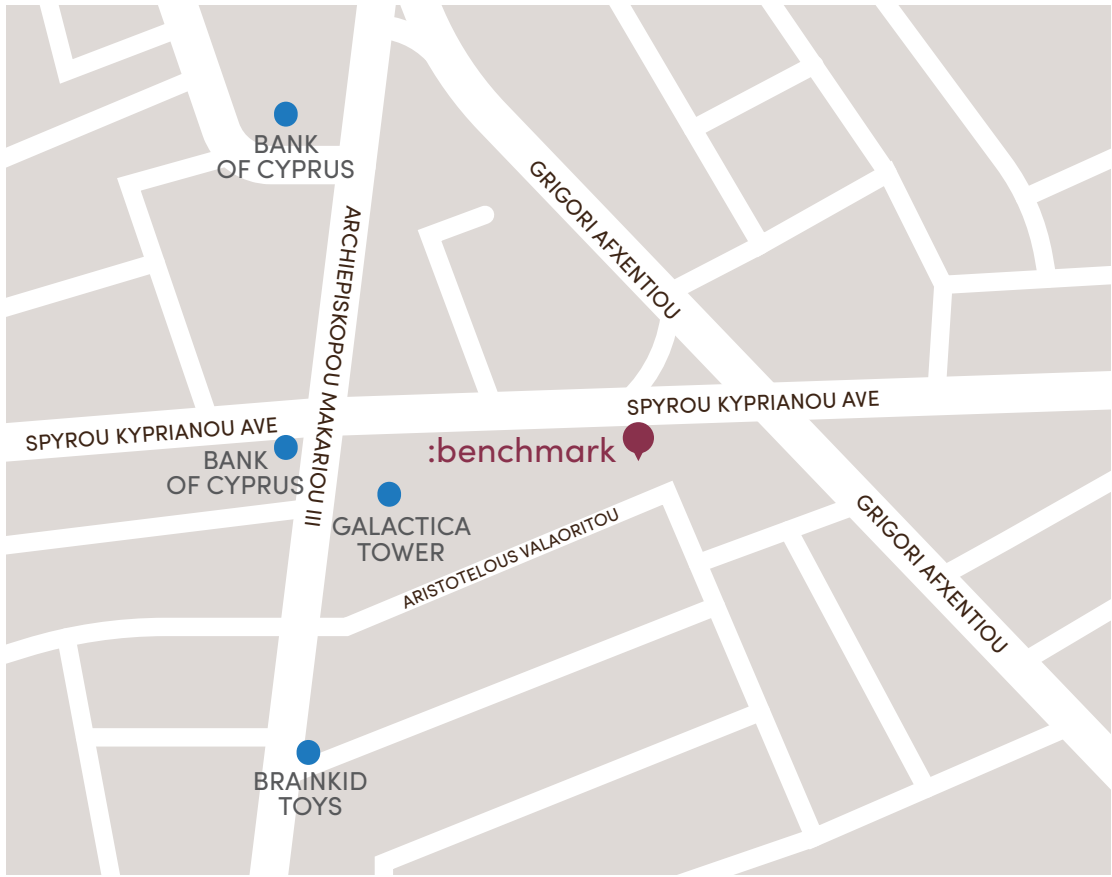 BANK
OF CYPRUS
GRIGORI AFXENTIOU
ARCHIEPISKOPOU MAKARIOU III
SPYROU KYPRIANOU AVE
SPYROU KYPRIANOU AVE
:benchmark
BANK
OF CYPRUS
GALACTICA
TOWER
ARISTOTELOUS VALAORITOU
GRIGORI AFXENTIOU
BRAINKID
TOYS